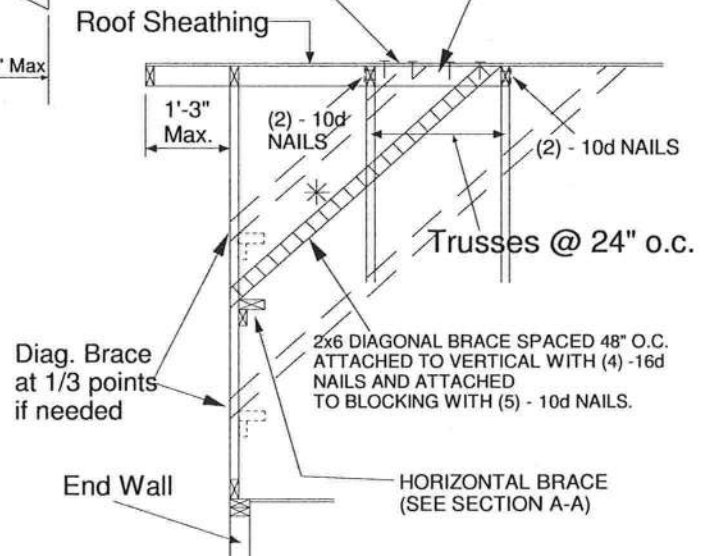 Roof Sheathing
" Max
1'-3"
Max.
(2) - 10d
NAILS
(2) - 10d NAILS
Trusses @ 24" o.c.
2x6 DIAGONAL BRACE SPACED 48" O.C.
ATTACHED TO VERTICAL WITH (4) -16d
NAILS AND ATTACHED
TO BLOCKING WITH (5) - 10d NAILS.
Diag. Brace
at 1/3 points
if needed
End Wall
HORIZONTAL BRACE
(SEE SECTION A-A)